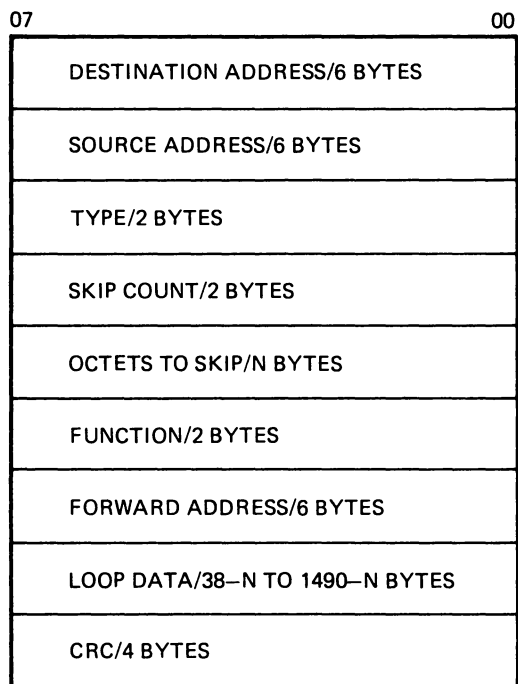 07 00
DESTINATION ADDRESS/6 BYTES
SOURCE ADDRESS/6 BYTES
TYPE/2 BYTES
SKIP COUNT/2 BYTES
OCTETS TO SKIP/N BYTES
FUNCTION/2 BYTES
FORWARD ADDRESS/6 BYTES
LOOP DATA/38–N TO 1490–N BYTES
CRC/4 BYTES